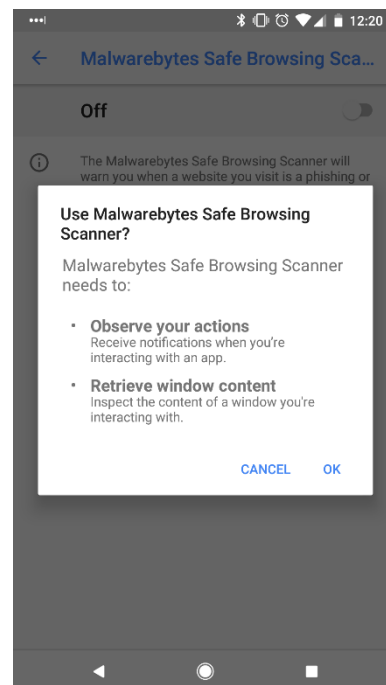 12:20
Malwarebytes Safe Browsing Sca...
Off
The Malwarebytes Safe Browsing Scanner will
warn you when a website you visit is a phishing or
Use Malwarebytes Safe Browsing
Scanner?
Malwarebytes Safe Browsing Scanner
needs to:
Observe your actions
Receive notifications when you're
interacting with an app.
Retrieve window content
Inspect the content of a window you're
interacting with.
CANCEL OK